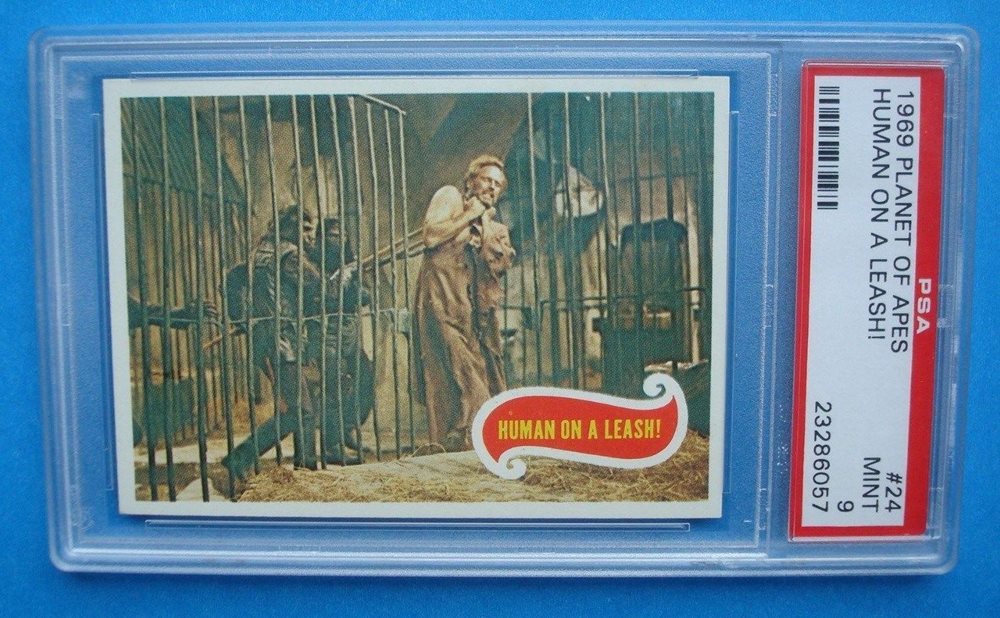 HUMAN ON A LEASH!
PSA
1969 PLANET OF APES #24
HUMAN ON A LEASH! MINT 9
23286057